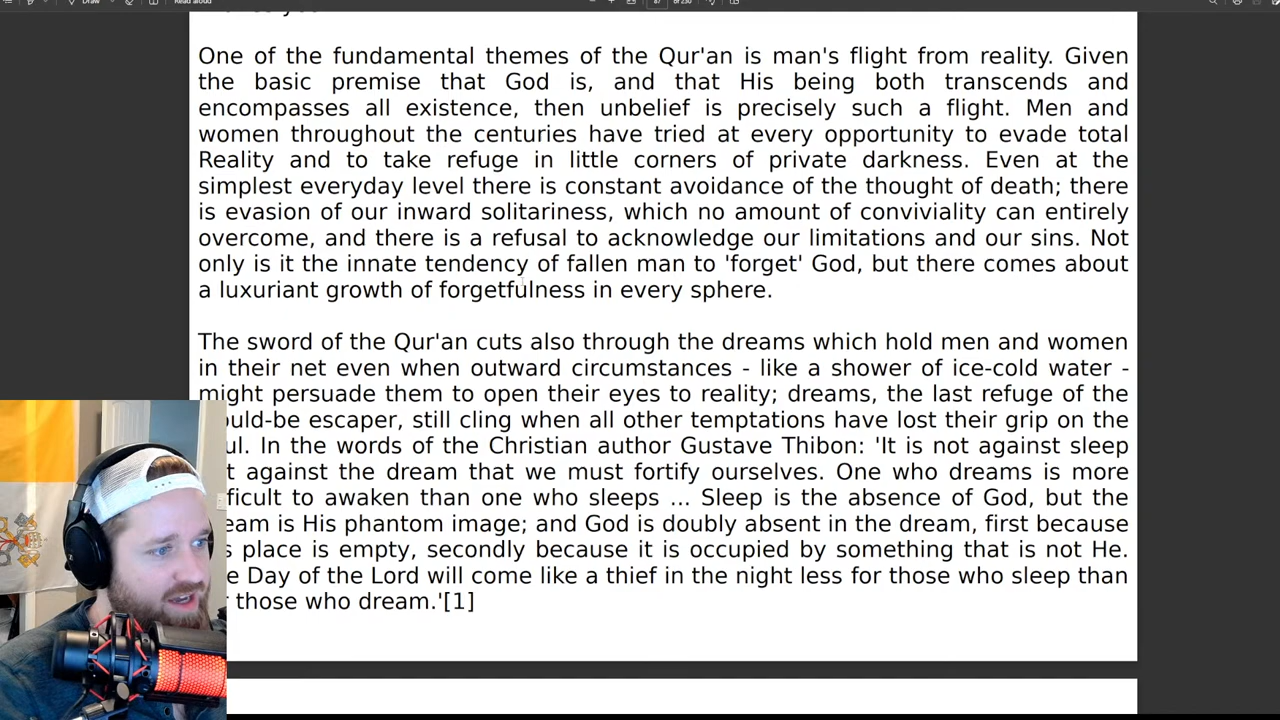 Draw
Read aloud
87
of 230
One of the fundamental themes of the Qur'an is man's flight from reality. Given
the basic premise that God is, and that His being both transcends and
encompasses all existence, then unbelief is precisely such a flight. Men and
women throughout the centuries have tried at every opportunity to evade total
Reality and to take refuge in little corners of private darkness. Even at the
simplest everyday level there is constant avoidance of the thought of death; there
is evasion of our inward solitariness, which no amount of conviviality can entirely
overcome, and there is a refusal to acknowledge our limitations and our sins. Not
only is it the innate tendency of fallen man to 'forget' God, but there comes about
a luxuriant growth of forgetfulness in every sphere.
The sword of the Qur'an cuts also through the dreams which hold men and women
in their net even when outward circumstances - like a shower of ice-cold water -
might persuade them to open their eyes to reality; dreams, the last refuge of the
ould-be escaper, still cling when all other temptations have lost their grip on the
ul. In the words of the Christian author Gustave Thibon: 'It is not against sleep
t against the dream that we must fortify ourselves. One who dreams is more
fficult to awaken than one who sleeps ... Sleep is the absence of God, but the
eam is His phantom image; and God is doubly absent in the dream, first because
s place is empty, secondly because it is occupied by something that is not He.
e Day of the Lord will come like a thief in the night less for those who sleep than
r those who dream.'[1]